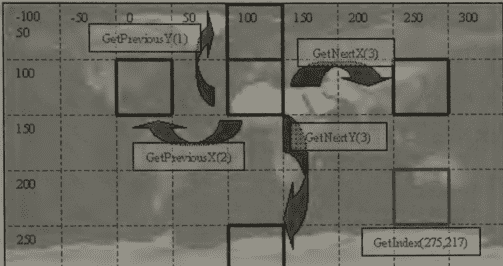 -100 -50 0 50 100 150 200 250 300
50
GetPreviousY(1)
GetNextX(3)
100
150
GetNextY(3)
GetPreviousX(2)
200
250
GetIndex(275,217)